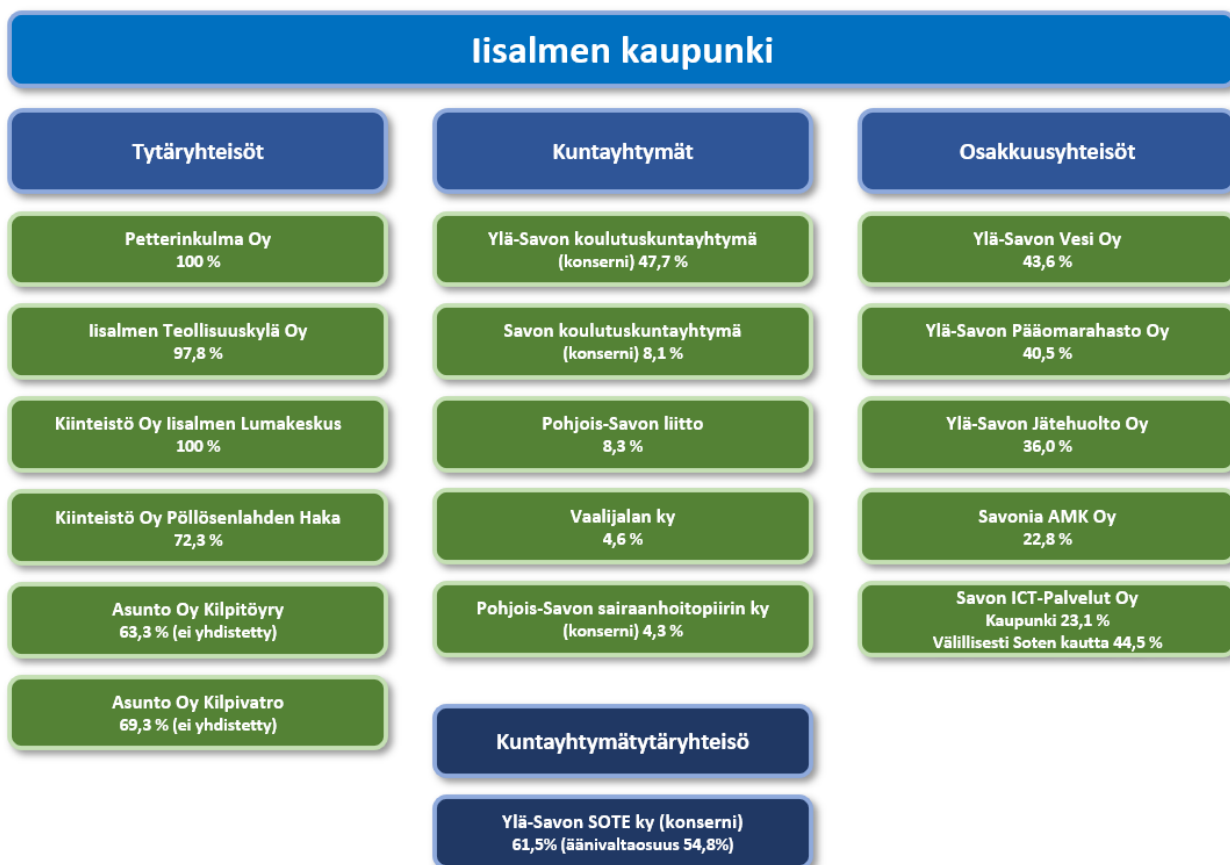 Iisalmen kaupunki
Tytäryhteisöt
Petterinkulma Oy
100 %
Iisalmen Teollisuuskylä Oy
97,8 %
Kiinteistö Oy Iisalmen Lumakeskus
100 %
Kiinteistö Oy Pöllösenlahden Haka
72,3 %
Asunto Oy Kilpitöyry
63,3 % (ei yhdistetty)
Asunto Oy Kilpivatro
69,3 % (ei yhdistetty)
Kuntayhtymät
Ylä-Savon koulutuskuntayhtymä
(konserni) 47,7 %
Savon koulutuskuntayhtymä
(konserni) 8,1 %
Pohjois-Savon liitto
8,3 %
Vaalijalan ky
4,6 %
Pohjois-Savon sairaanhoitopiirin ky
(konserni) 4,3 %
Kuntayhtymätytäryhteisö
Ylä-Savon SOTE ky (konserni)
61,5% (äänivaltaosuus 54,8%)
Osakkuusyhteisöt
Ylä-Savon Vesi Oy
43,6 %
Ylä-Savon Pääomarahasto Oy
40,5 %
Ylä-Savon Jätehuolto Oy
36,0 %
Savonia AMK Oy
22,8 %
Savon ICT-Palvelut Oy
Kaupunki 23,1 %
Välillisesti Soten kautta 44,5 %